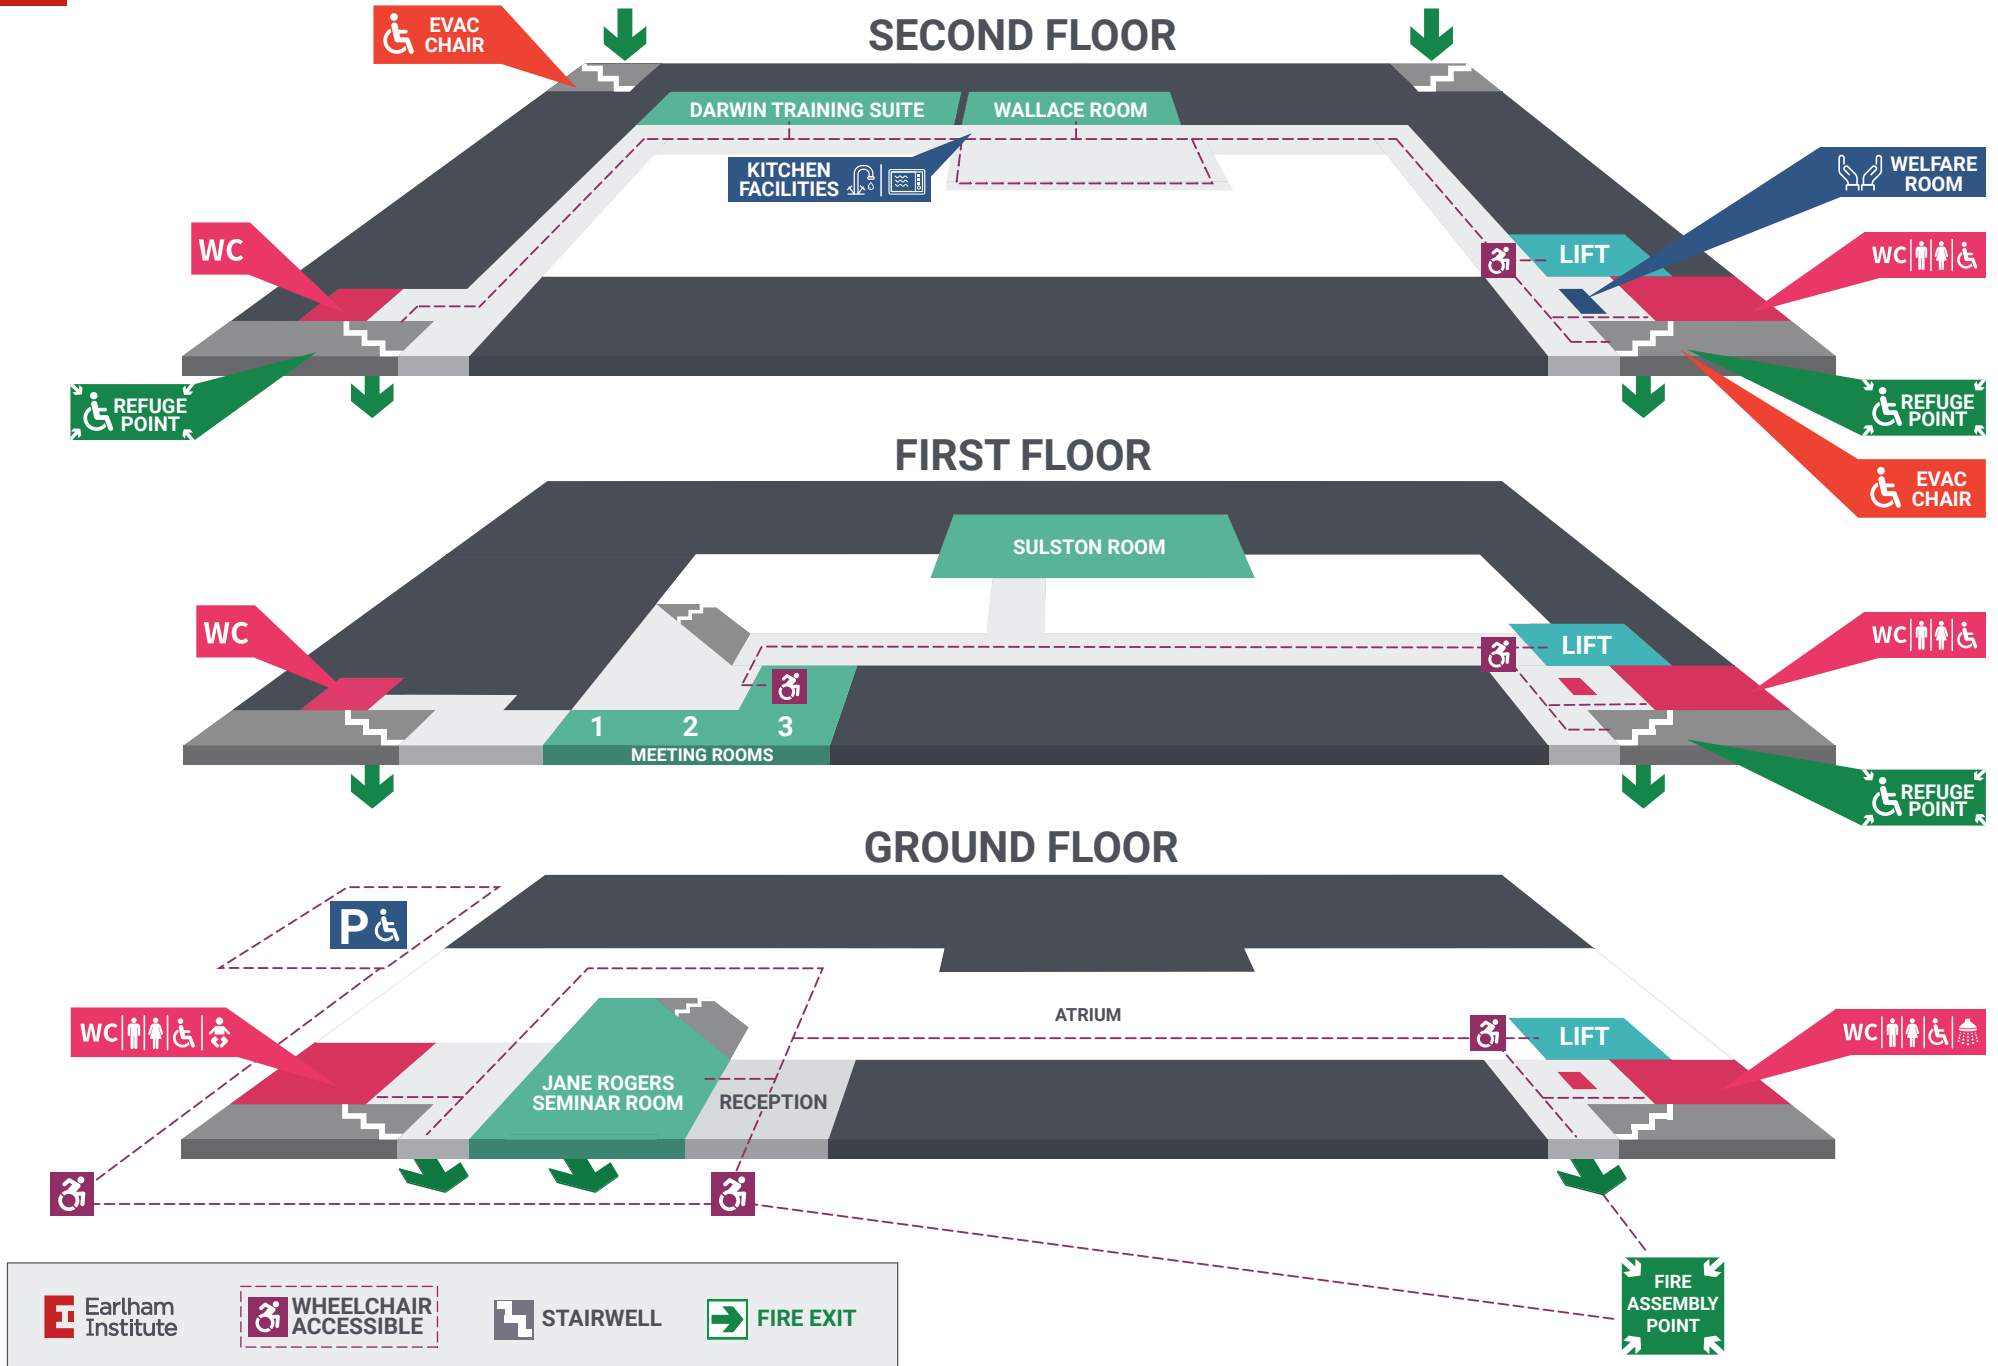 SECOND FLOOR
EVAC
CHAIR
DARWIN TRAINING SUITE
WALLACE ROOM
KITCHEN
FACILITIES
WELFARE
ROOM
WC
LIFT
WC
REFUGE
POINT
REFUGE
POINT
EVAC
CHAIR
FIRST FLOOR
SULSTON ROOM
WC
LIFT
WC
1
2
3
MEETING ROOMS
REFUGE
POINT
GROUND FLOOR
P
ATRIUM
WC
LIFT
WC
JANE ROGERS
SEMINAR ROOM
RECEPTION
FIRE
ASSEMBLY
POINT
Earlham
Institute
WHEELCHAIR
ACCESSIBLE
STAIRWELL
FIRE EXIT